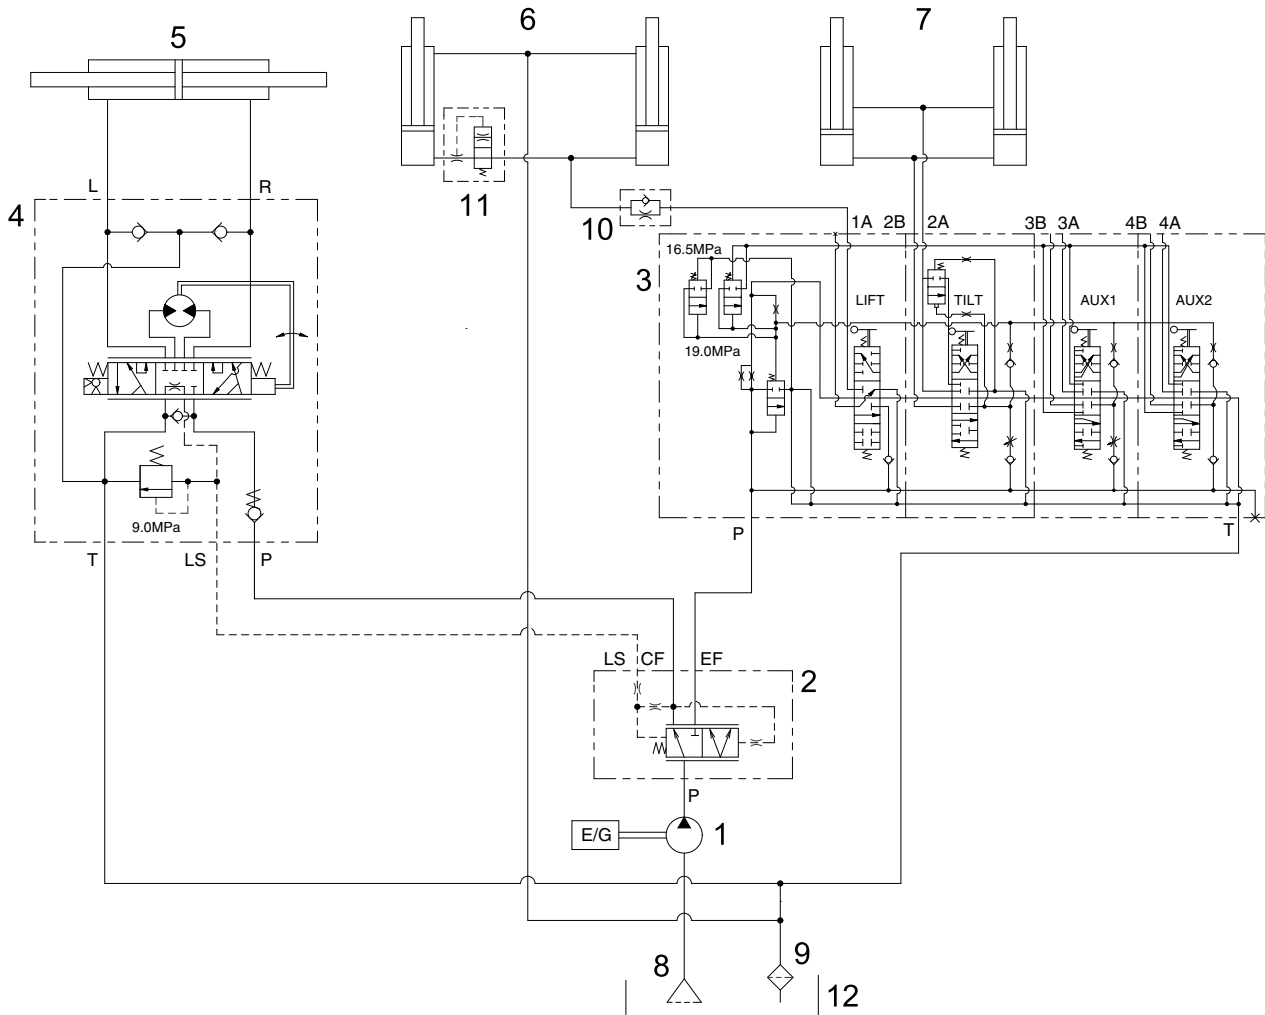 5
6
7
L
R
4
11
10
1A 2B 2A 3B 3A 4B 4A
3
16.5MPa
LIFT
TILT
AUX1
AUX2
19.0MPa
9.0MPa
T
LS
P
P
T
LS CF EF
2
P
E/G
1
8
9
12